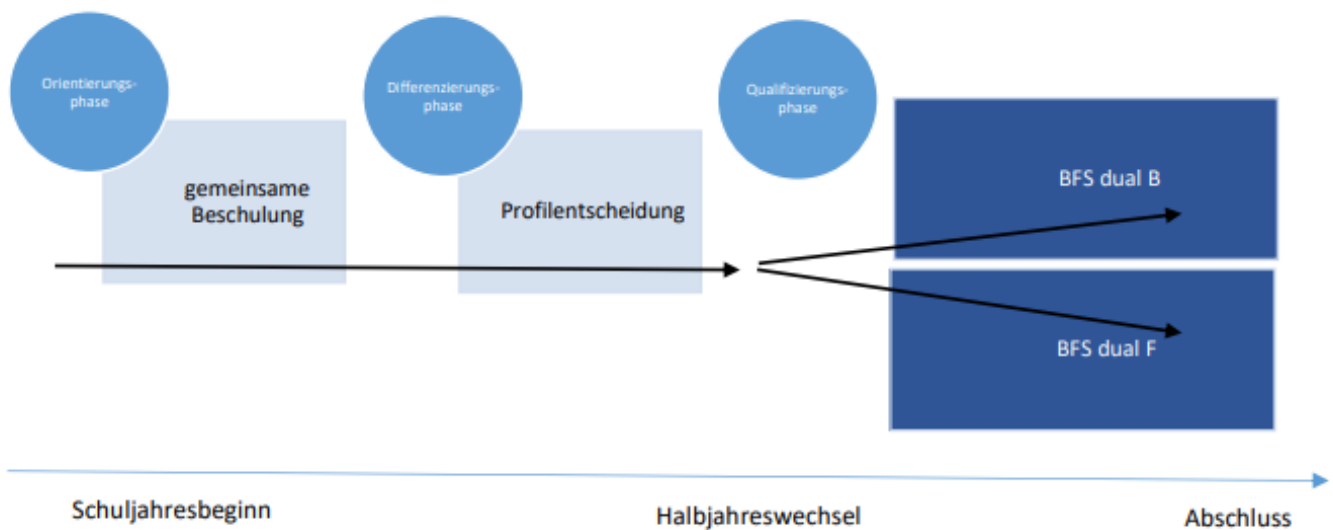 Orientierungs-
phase
gemeinsame
Beschulung
Differenzierungs-
phase
Profilentscheidung
Qualifizierungs-
phase
BFS dual B
BFS dual F
Schuljahresbeginn
Halbjahreswechsel
Abschluss